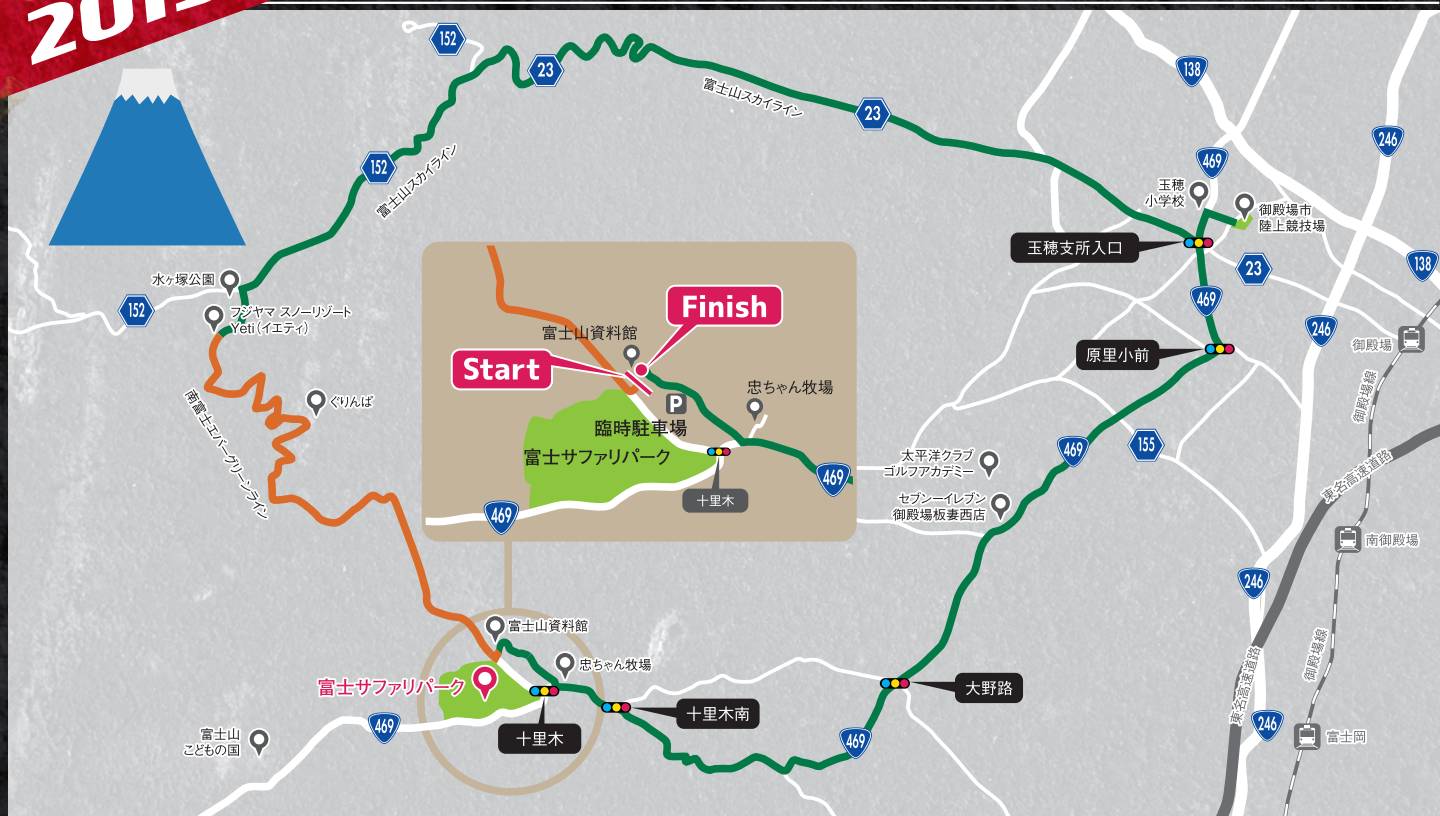 152
23
富士山スカイライン
23
138
246
469
152
富士山スカイライン
玉穂
小学校
御殿場市
陸上競技場
玉穂支所入口
23
138
水ヶ塚公園
152
フジヤマ スノーリゾート
Yeti（イエティ）
469
246
御殿場
原里小前
御殿場線
Finish
富士山資料館
Start
忠ちゃん牧場
P
臨時駐車場
富士サファリパーク
十里木
469
469
ぐりんぱ
南富士エバーグリーンライン
469
155
太平洋クラブ
ゴルフアカデミー
セブン-イレブン
御殿場板妻西店
東名高速道路
南御殿場
246
富士山資料館
忠ちゃん牧場
富士サファリパーク
十里木南
大野路
御殿場線
東名高速道路
469
富士山
こどもの国
十里木
469
246
富士岡